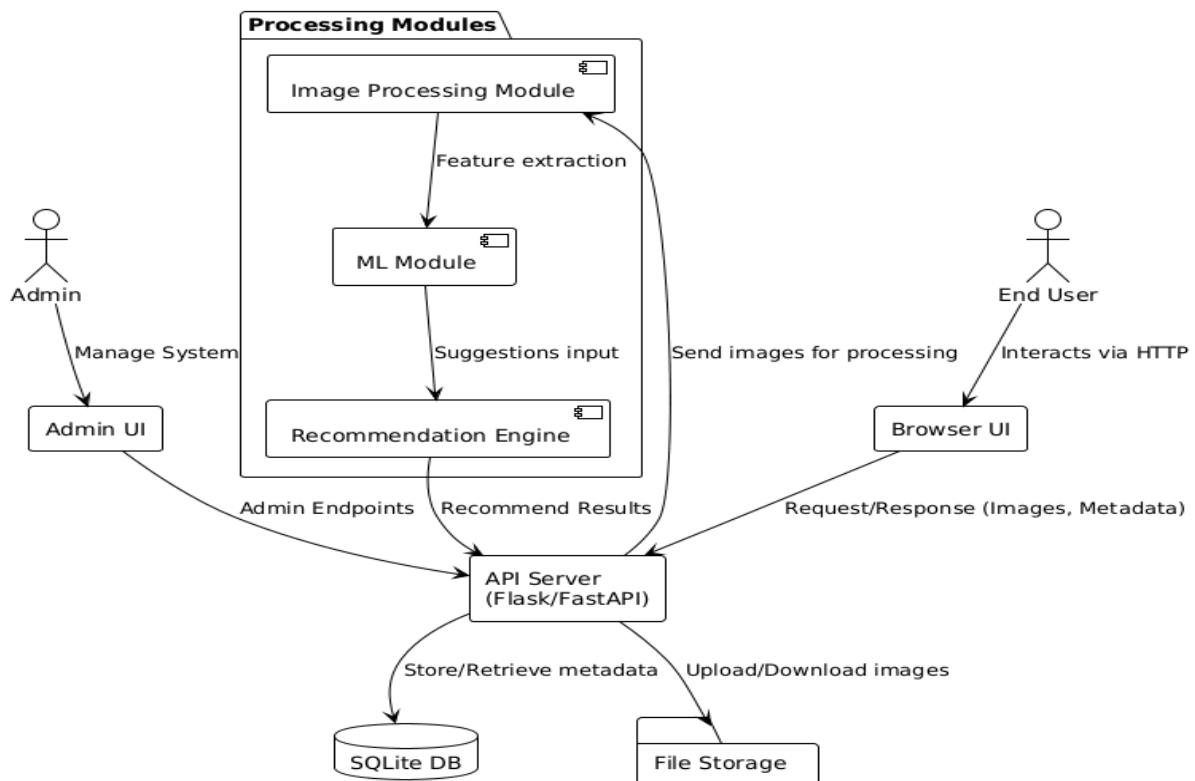 Processing Modules
Image Processing Module
Feature extraction
ML Module
Admin
End User
Manage System
Suggestions input
Send images for processing
Interacts via HTTP
Admin UI
Recommendation Engine
Browser UI
Admin Endpoints
Recommend Results
Request/Response (Images, Metadata)
API Server
(Flask/FastAPI)
Store/Retrieve metadata
Upload/Download images
SQLite DB
File Storage